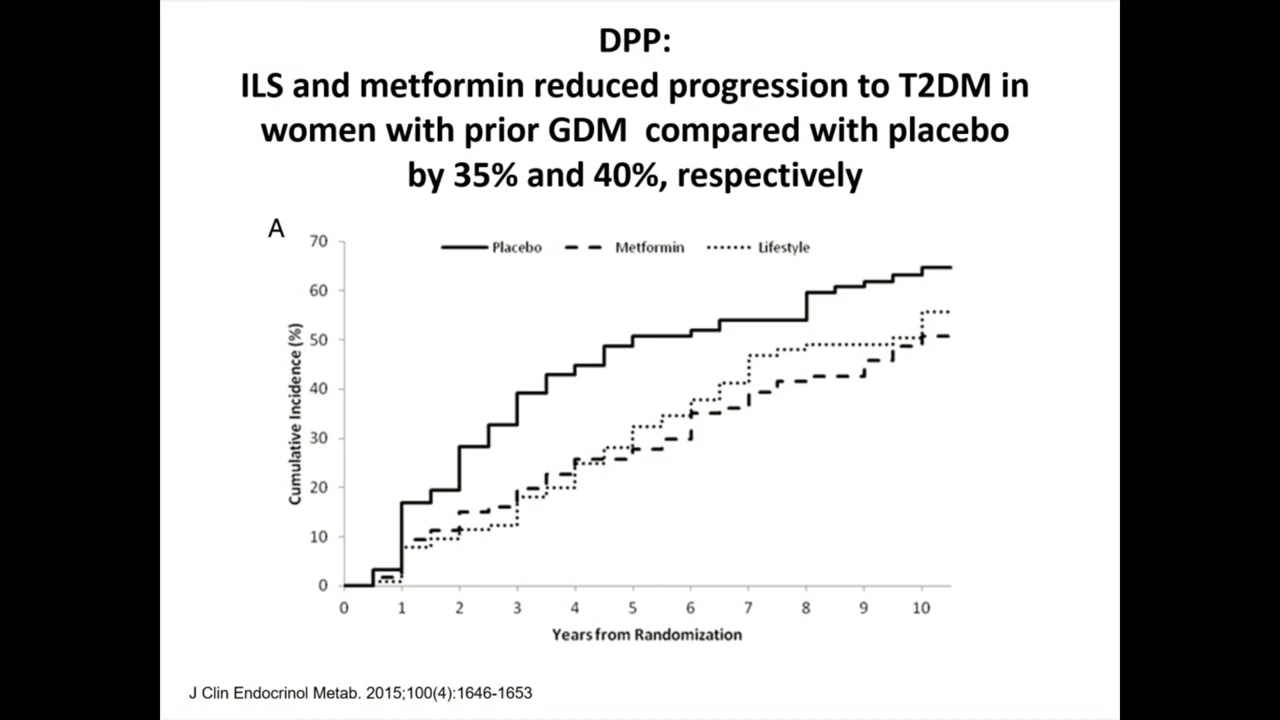 DPP:
ILS and metformin reduced progression to T2DM in
women with prior GDM compared with placebo
by 35% and 40%, respectively
A
Placebo
Metformin
Lifestyle
70
60
50
40
30
20
10
0
Cumulative Incidence (%)
0 1 2 3 4 5 6 7 8 9 10
Years from Randomization
J Clin Endocrinol Metab. 2015;100(4):1646-1653